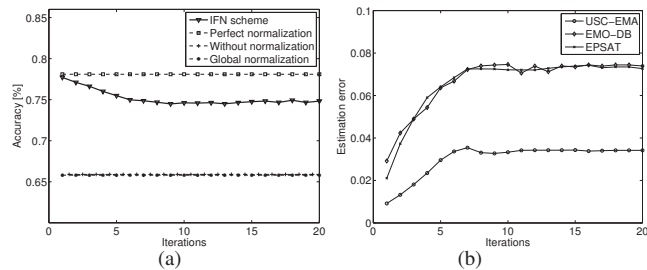 0.85
0.8
0.75
0.7
0.65
Accuracy [%]
0
5
10
15
20
Iterations
IFN scheme
Perfect normalization
Without normalization
Global normalization
(a)
0.1
0.08
0.06
0.04
0.02
0
Estimation error
0
5
10
15
20
Iterations
USC-EMA
EMO-DB
EPSAT
(b)